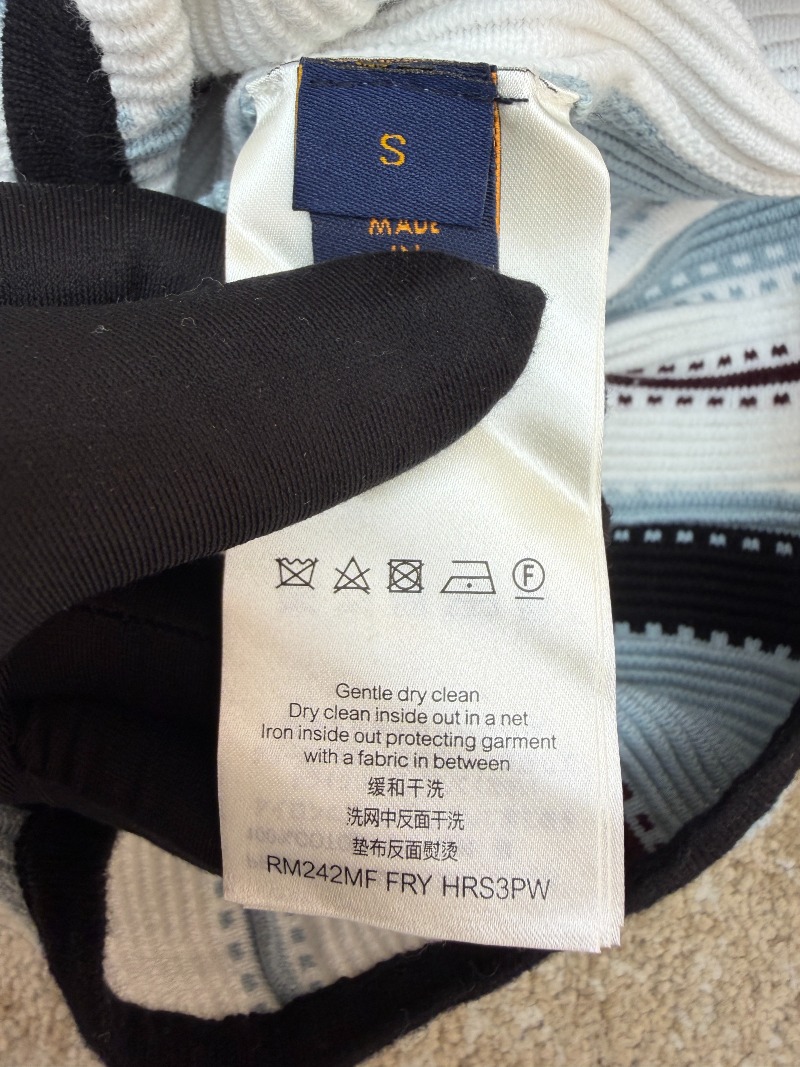 S
MADE
IN
F
Gentle dry clean
Dry clean inside out in a net
Iron inside out protecting garment
with a fabric in between
缓和干洗
洗网中反面干洗
垫布反面熨烫
RM242MF FRY HRS3PW